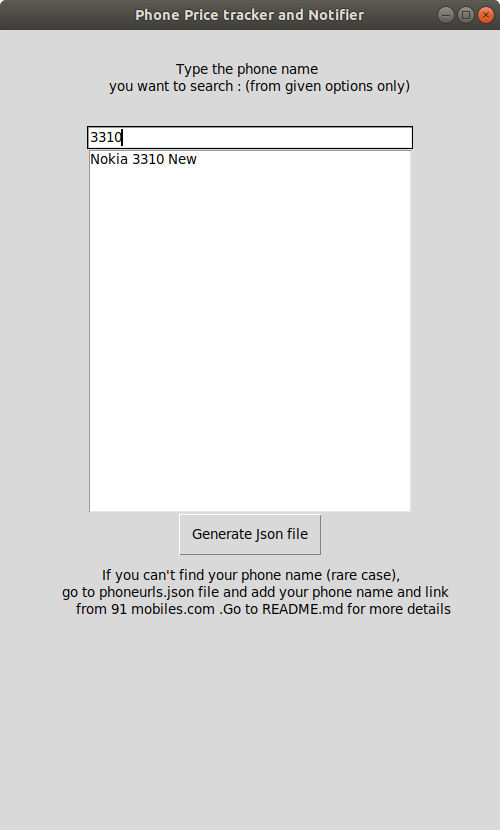 Phone Price tracker and Notifier
Type the phone name
you want to search : (from given options only)
3310
Nokia 3310 New
Generate Json file
If you can't find your phone name (rare case),
go to phoneurls.json file and add your phone name and link
from 91 mobiles.com .Go to README.md for more details